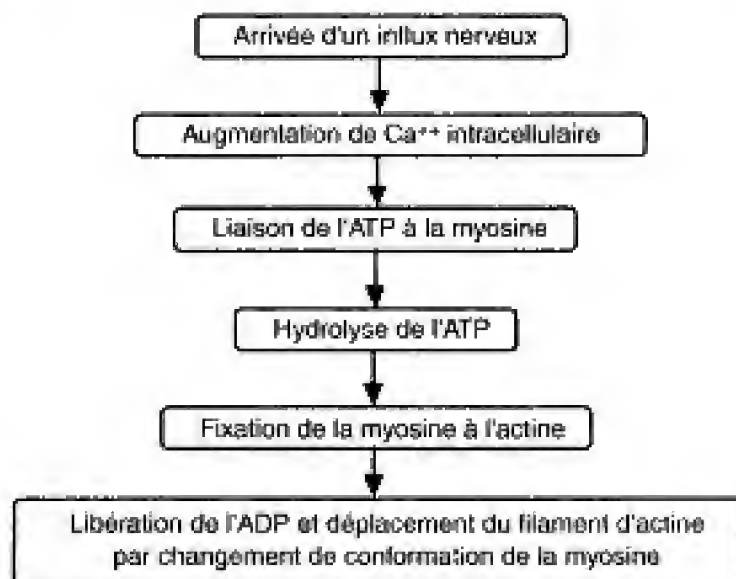 Arrivée d'un influx nerveux
Augmentation de Ca⁺⁺ intracellulaire
Liaison de l'ATP à la myosine
Hydrolyse de l'ATP
Fixation de la myosine à l'actine
Libération de l'ADP et déplacement du filament d'actine
par changement de conformation de la myosine